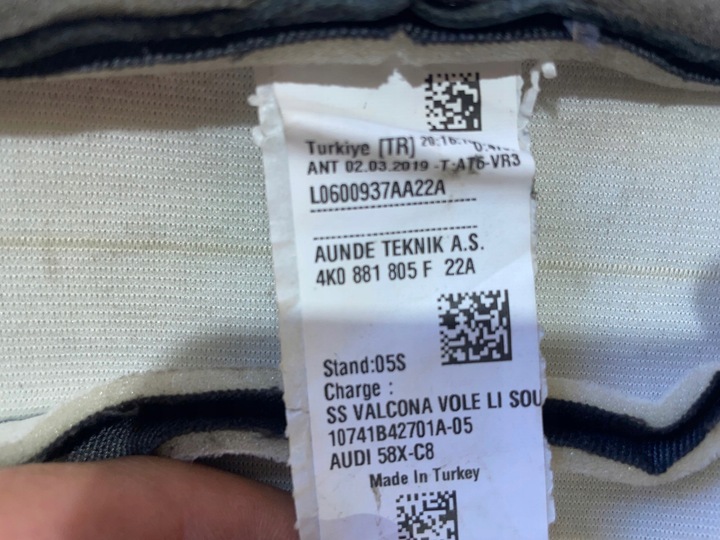 Turkiye [TR]
ANT 02.03.2019 -T-A76-VR3
L0600937AA22A
AUNDE TEKNIK A.S.
4K0 881 805 F 22A
Stand:05S
Charge :
SS VALCONA VOLE LI SOU
10741B42701A-05
AUDI 58X-C8
Made In Turkey